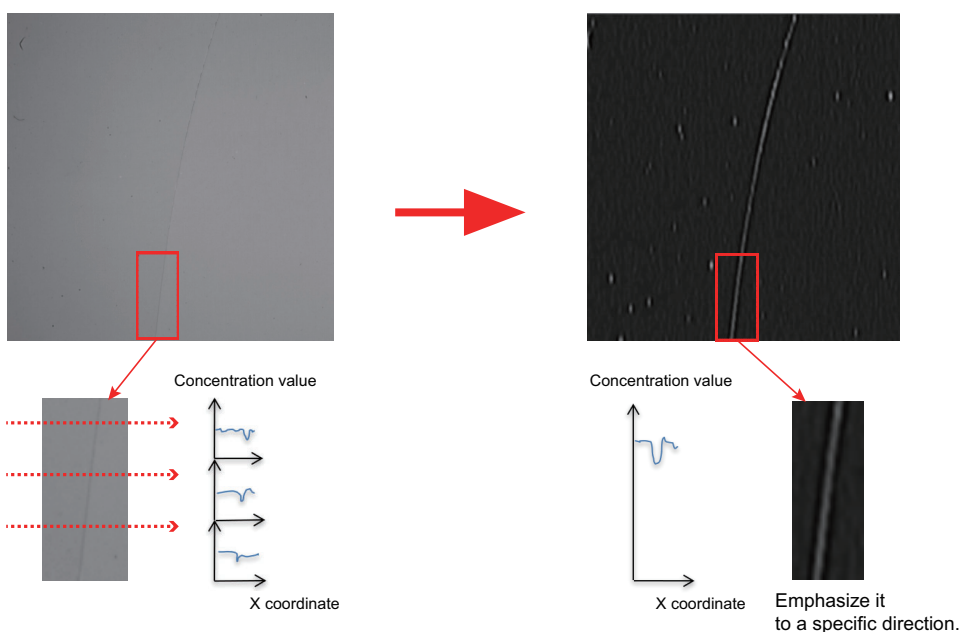 Concentration value
X coordinate
Concentration value
X coordinate
Emphasize it
to a specific direction.